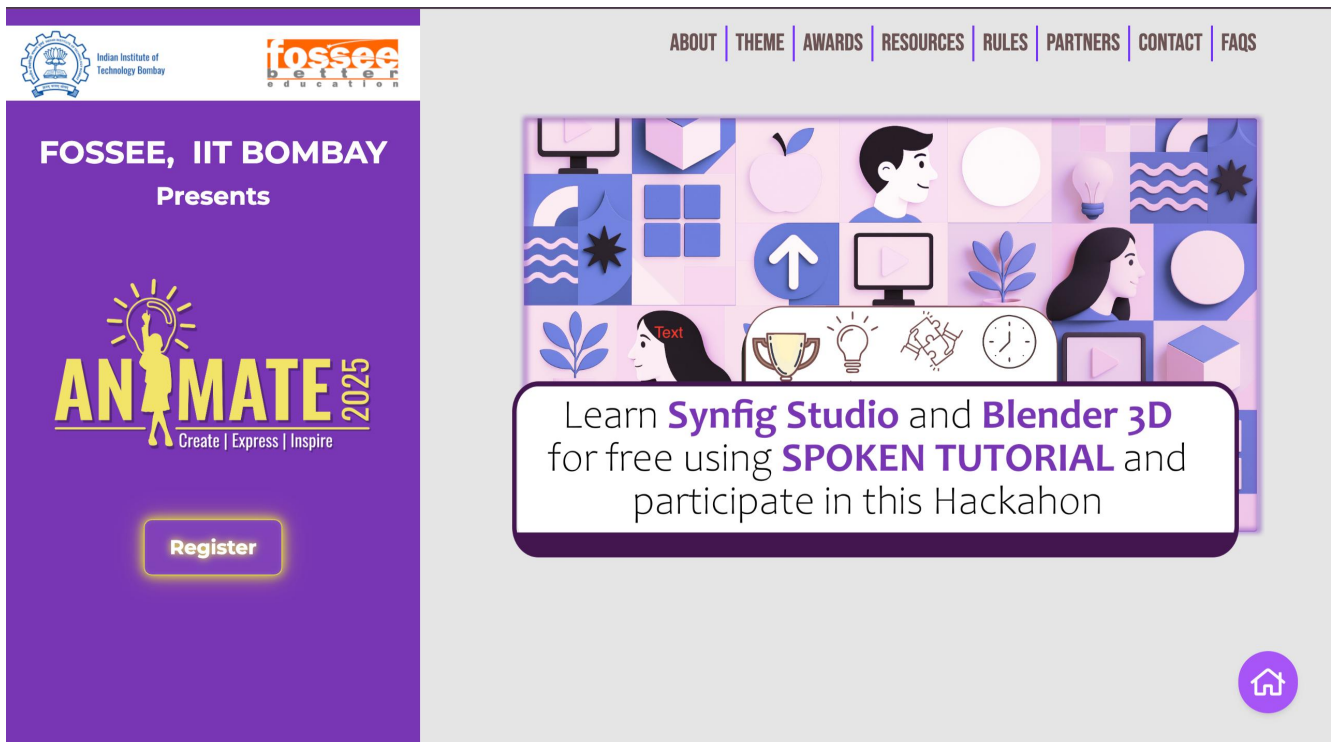 Indian Institute of
Technology Bombay
fossee
better
education
FOSSEE, IIT BOMBAY
Presents
ANIMATE 2025
Create | Express | Inspire
Register
ABOUT | THEME | AWARDS | RESOURCES | RULES | PARTNERS | CONTACT | FAQS
Text
Learn Synfig Studio and Blender 3D
for free using SPOKEN TUTORIAL and
participate in this Hackahon